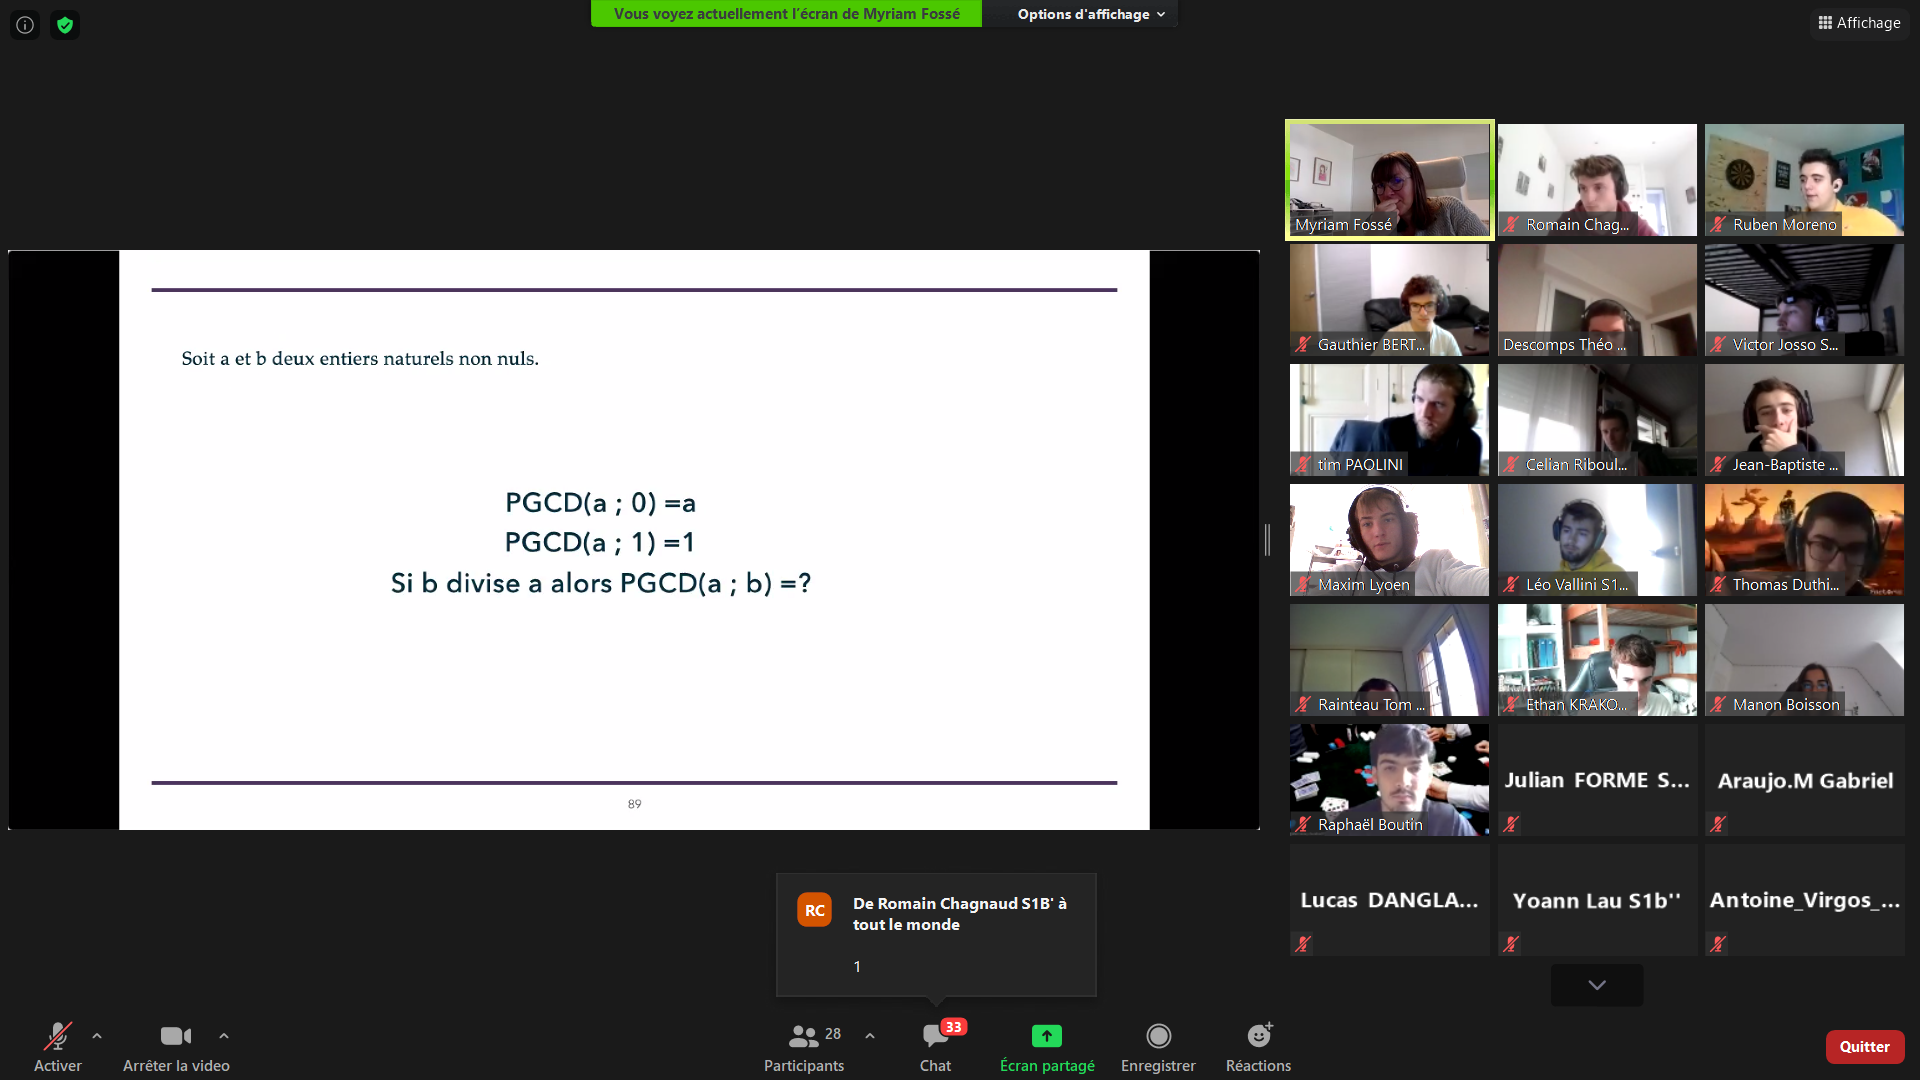 Vous voyez actuellement l'écran de Myriam Fossé
Options d'affichage
Affichage
Soit a et b deux entiers naturels non nuls.
PGCD(a ; 0) =a
PGCD(a ; 1) =1
Si b divise a alors PGCD(a ; b) =?
89
Myriam Fossé
Romain Chag...
Ruben Moreno
Gauthier BERT...
Descomps Théo ...
Victor Josso S...
tim PAOLINI
Celian Riboul...
Jean-Baptiste ...
Maxim Lyoen
Léo Vallini S1...
Thomas Duthi...
Rainteau Tom ...
Ethan KRAKO...
Manon Boisson
Raphaël Boutin
Julian FORME S...
Araujo.M Gabriel
Lucas DANGLA...
Yoann Lau S1b''
Antoine_Virgos_...
RC
De Romain Chagnaud S1B' à
tout le monde
1
Activer
Arrêter la video
28
Participants
33
Chat
Écran partagé
Enregistrer
Réactions
Quitter